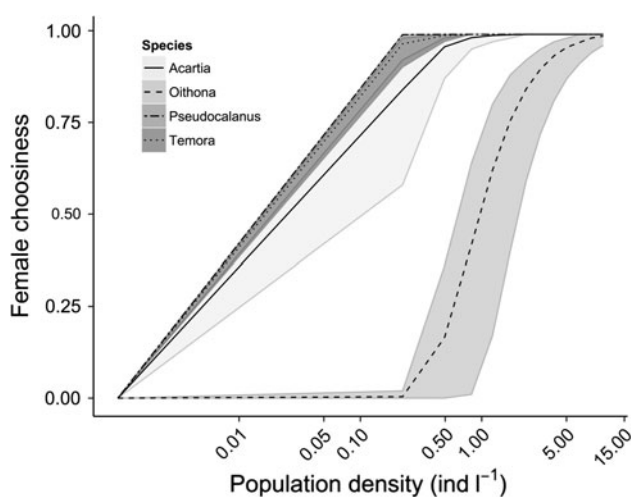 1.00
0.75
0.50
0.25
0.00
Female choosiness
Species
Acartia
Oithona
Pseudocalanus
Temora
0.01
0.05
0.10
0.50
1.00
5.00
15.00
Population density (ind l⁻¹)